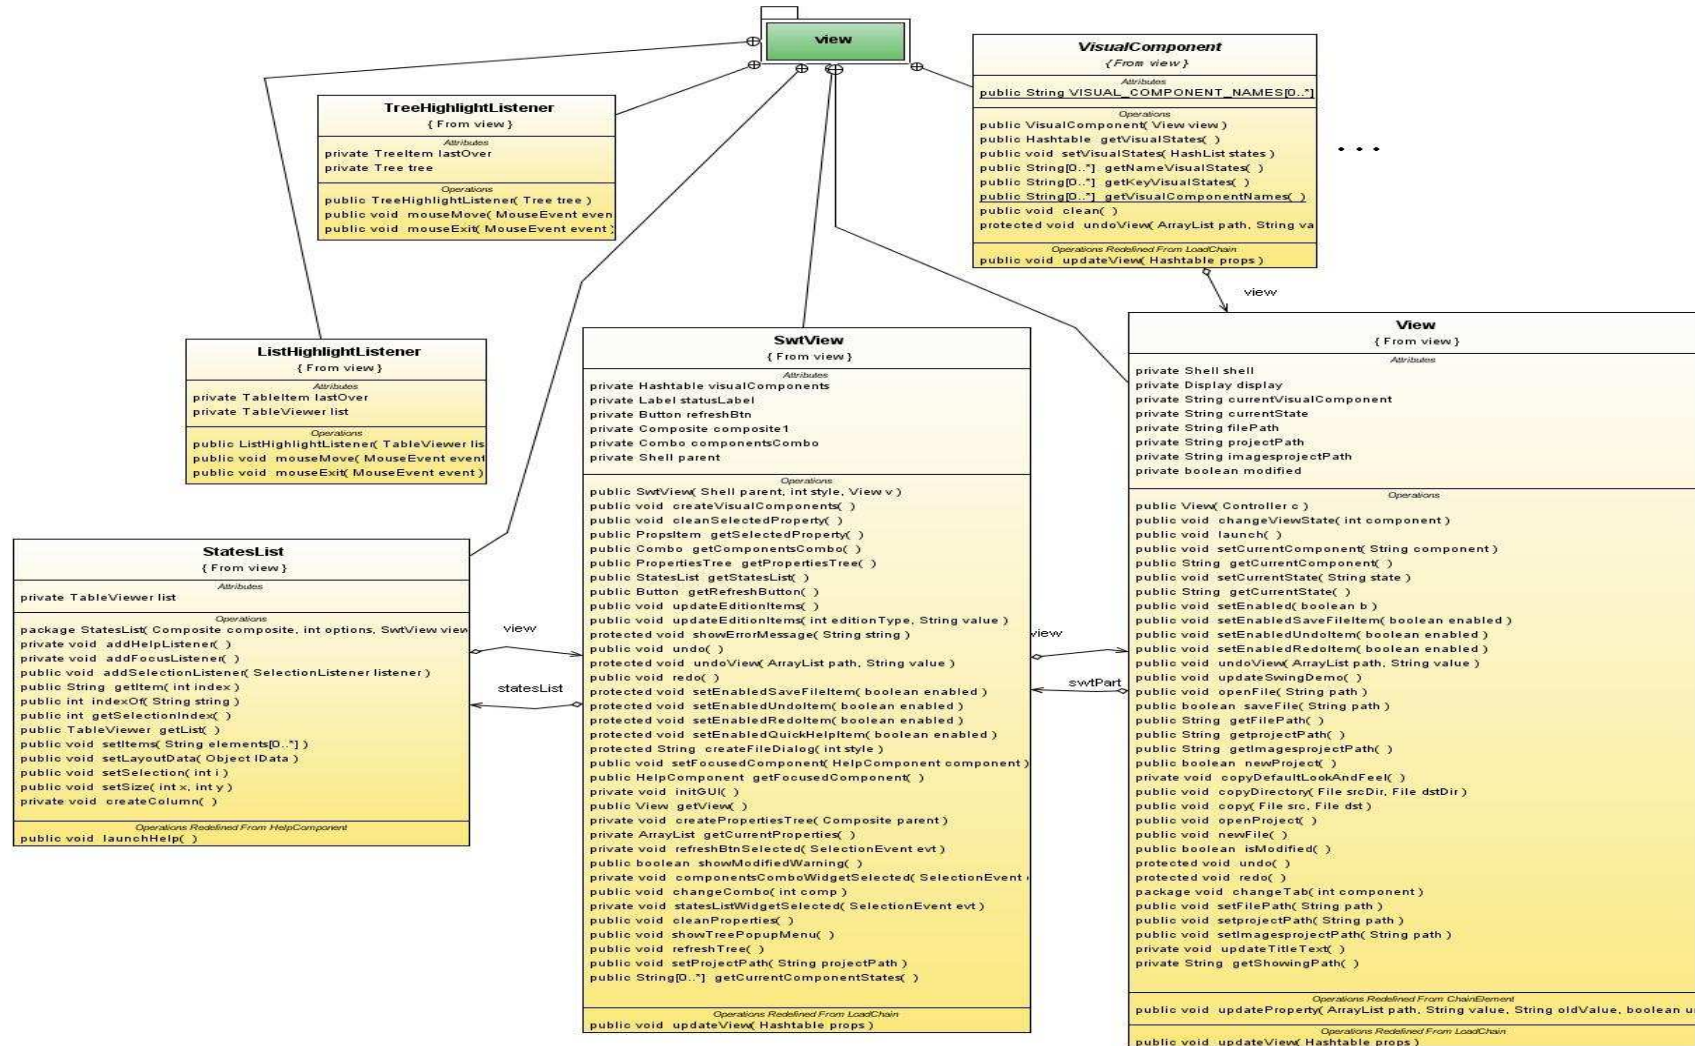 view
VisualComponent
{ From view }
Attributes
public String VISUAL_COMPONENT_NAMES[0..*]
Operations
public VisualComponent( View view )
public Hashtable getVisualStates( )
public void setVisualStates( HashList states )
public String[0..*] getNameVisualStates( )
public String[0..*] getKeyVisualStates( )
public String[0..*] getVisualComponentNames( )
public void clean( )
protected void undoView( ArrayList path, String va
Operations Redefined From LoadChain
public void updateView( Hashtable props )
. . .
TreeHighlightListener
{ From view }
Attributes
private TreeItem lastOver
private Tree tree
Operations
public TreeHighlightListener( Tree tree )
public void mouseMove( MouseEvent even
public void mouseExit( MouseEvent event )
view
ListHighlightListener
{ From view }
Attributes
private TableItem lastOver
private TableViewer list
Operations
public ListHighlightListener( TableViewer lis
public void mouseMove( MouseEvent event
public void mouseExit( MouseEvent event )
StatesList
{ From view }
Attributes
private TableViewer list
Operations
package StatesList( Composite composite, int options, SwtView view
private void addHelpListener( )
private void addFocusListener( )
public void addSelectionListener( SelectionListener listener )
public String getItem( int index )
public int indexOf( String string )
public int getSelectionIndex( )
public TableViewer getList( )
public void setItems( String elements[0..*] )
public void setLayoutData( Object lData )
public void setSelection( int i )
public void setSize( int x, int y )
private void createColumn( )
Operations Redefined From HelpComponent
public void launchHelp( )
view
statesList
SwtView
{ From view }
Attributes
private Hashtable visualComponents
private Label statusLabel
private Button refreshBtn
private Composite composite1
private Combo componentsCombo
private Shell parent
Operations
public SwtView( Shell parent, int style, View v )
public void createVisualComponents( )
public void cleanSelectedProperty( )
public PropsItem getSelectedProperty( )
public Combo getComponentsCombo( )
public PropertiesTree getPropertiesTree( )
public StatesList getStatesList( )
public Button getRefreshButton( )
public void updateEditionItems( )
public void updateEditionItems( int editionType, String value )
protected void showErrorMessage( String string )
public void undo( )
protected void undoView( ArrayList path, String value )
public void redo( )
protected void setEnabledSaveFileItem( boolean enabled )
protected void setEnabledUndoItem( boolean enabled )
protected void setEnabledRedoItem( boolean enabled )
protected void setEnabledQuickHelpItem( boolean enabled )
protected String createFileDialog( int style )
public void setFocusedComponent( HelpComponent component )
public HelpComponent getFocusedComponent( )
private void initGUI( )
public View getView( )
private void createPropertiesTree( Composite parent )
private ArrayList getCurrentProperties( )
private void refreshBtnSelected( SelectionEvent evt )
public boolean showModifiedWarning( )
private void componentsComboWidgetSelected( SelectionEvent
public void changeCombo( int comp )
private void statesListWidgetSelected( SelectionEvent evt )
public void cleanProperties( )
public void showTreePopupMenu( )
public void refreshTree( )
public void setProjectPath( String projectPath )
public String[0..*] getCurrentComponentStates( )
Operations Redefined From LoadChain
public void updateView( Hashtable props )
view
swtPart
View
{ From view }
Attributes
private Shell shell
private Display display
private String currentVisualComponent
private String currentState
private String filePath
private String projectPath
private String imagesprojectPath
private boolean modified
Operations
public View( Controller c )
public void changeViewState( int component )
public void launch( )
public void setCurrentComponent( String component )
public String getCurrentComponent( )
public void setCurrentState( String state )
public String getCurrentState( )
public void setEnabled( boolean b )
public void setEnabledSaveFileItem( boolean enabled )
public void setEnabledUndoItem( boolean enabled )
public void setEnabledRedoItem( boolean enabled )
public void undoView( ArrayList path, String value )
public void updateSwingDemo( )
public void openFile( String path )
public boolean saveFile( String path )
public String getFilePath( )
public String getprojectPath( )
public String getImagesprojectPath( )
public boolean newProject( )
private void copyDefaultLookAndFeel( )
public void copyDirectory( File srcDir, File dstDir )
public void copy( File src, File dst )
public void openProject( )
public void newFile( )
public boolean isModified( )
protected void undo( )
protected void redo( )
package void changeTab( int component )
public void setFilePath( String path )
public void setprojectPath( String path )
public void setImagesprojectPath( String path )
private void updateTitleText( )
private String getShowingPath( )
Operations Redefined From ChainElement
public void updateProperty( ArrayList path, String value, String oldValue, boolean u
Operations Redefined From LoadChain
public void updateView( Hashtable props )